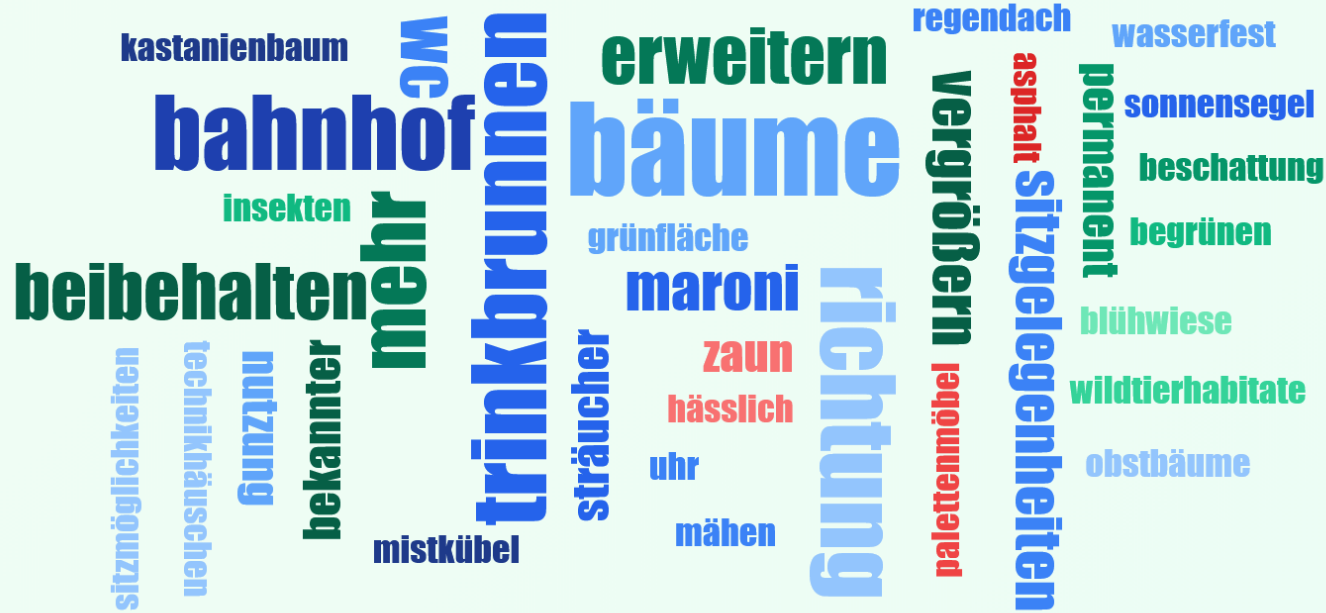 kastanienbaum
wc
trinkbrunnen
erweitern
regendach
wasserfest
bahnhof
bäume
vergrößern
asphalt
permanent
sonnensegel
beschattung
insekten
mehr
grünfläche
sitzgelegenheiten
begrünen
beibehalten
maroni
richtung
blühwiese
sitzmöglichkeiten
technikhäuschen
nutzung
bekannter
sträucher
zaun
hässlich
palettenmöbel
wildtierhabitate
uhr
obstbäume
mistkübel
mähen